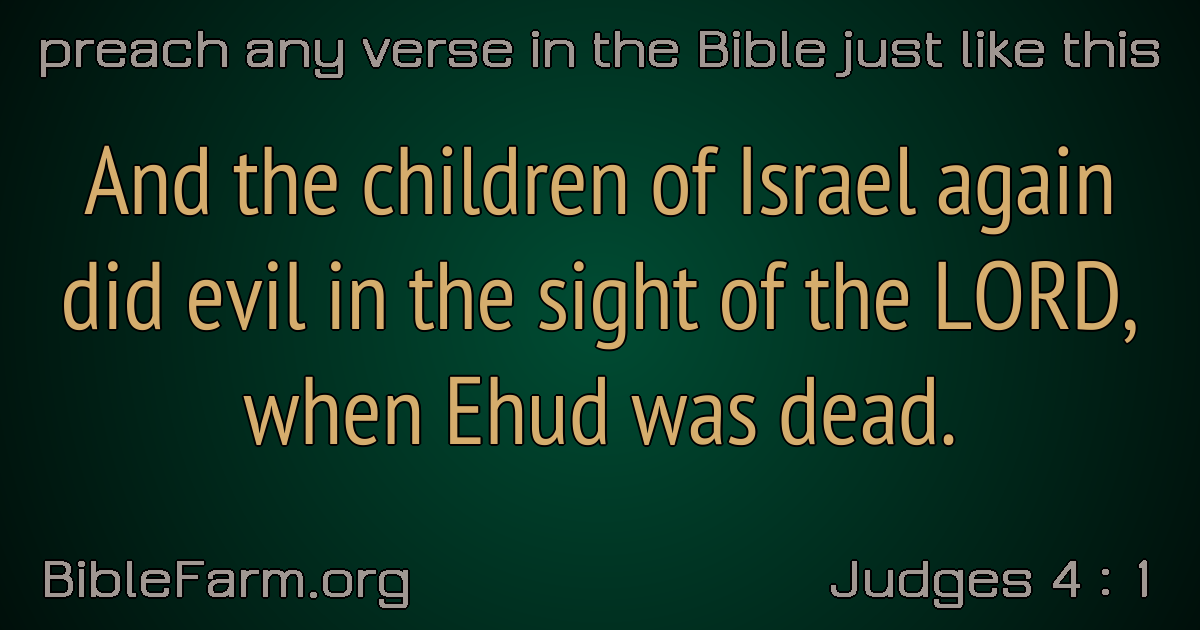 preach any verse in the Bible just like this
And the children of Israel again
did evil in the sight of the LORD,
when Ehud was dead.
BibleFarm.org
Judges 4 : 1